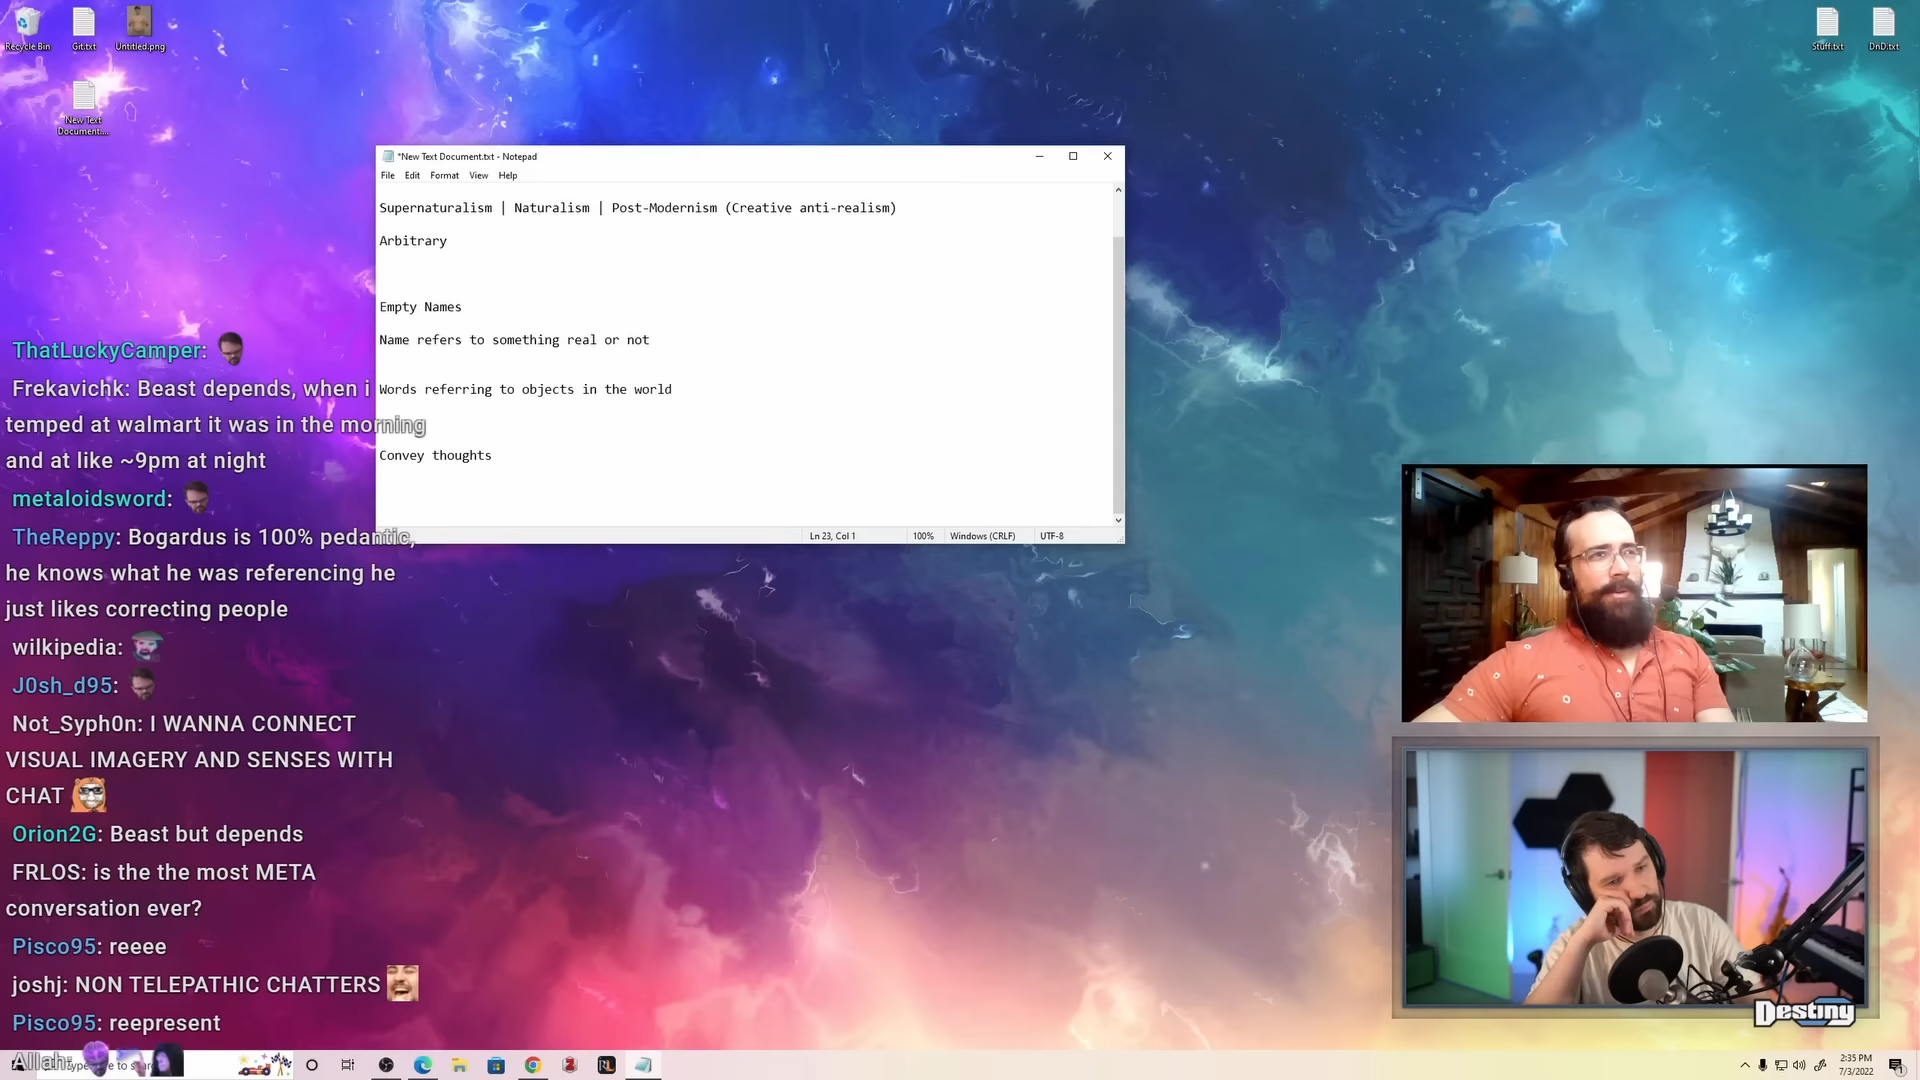 Recycle Bin
Git.txt
Untitled.png
New Text
Document....
Stuff.txt
DnD.txt
*New Text Document.txt - Notepad
File Edit Format View Help
Supernaturalism | Naturalism | Post-Modernism (Creative anti-realism)
Arbitrary
Empty Names
Name refers to something real or not
Words referring to objects in the world
Convey thoughts
Ln 23, Col 1
100%
Windows (CRLF)
UTF-8
ThatLuckyCamper:
Frekavichk: Beast depends, when i
temped at walmart it was in the morning
and at like ~9pm at night
metaloidsword:
TheReppy: Bogardus is 100% pedantic,
he knows what he was referencing he
just likes correcting people
wilkipedia:
J0sh_d95:
Not_Syph0n: I WANNA CONNECT
VISUAL IMAGERY AND SENSES WITH
CHAT
Orion2G: Beast but depends
FRLOS: is the the most META
conversation ever?
Pisco95: reeee
joshj: NON TELEPATHIC CHATTERS
Pisco95: reepresent
Allah:
Destiny
2:35 PM
7/3/2022